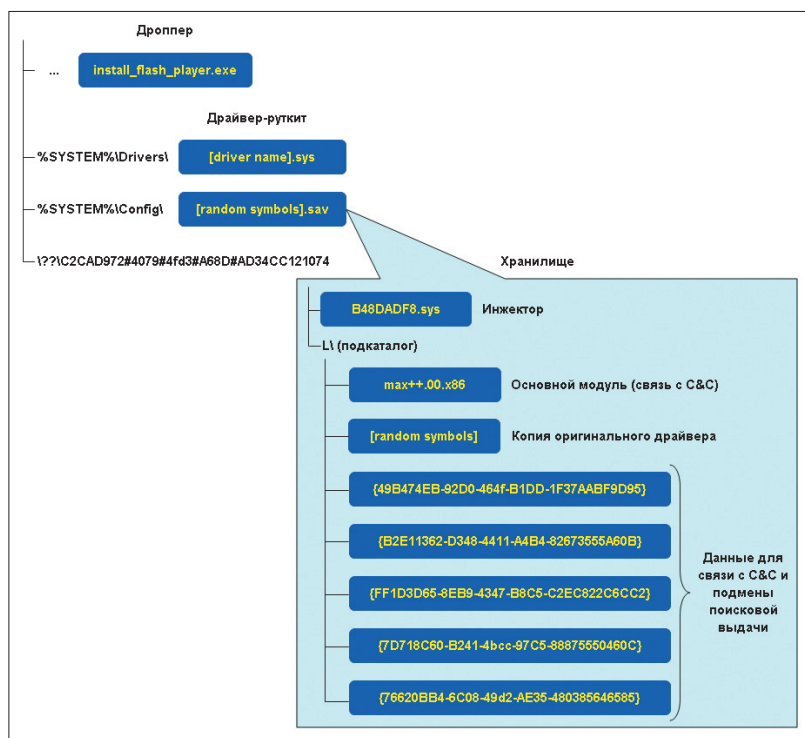 Дроппер
... install_flash_player.exe
Драйвер-руткит
%SYSTEM%\Drivers\ [driver name].sys
%SYSTEM%\Config\ [random symbols].sav
\??\C2CAD972#4079#4fd3#A68D#AD34CC121074
Хранилище
B48DADF8.sys Инжектор
L\ (подкаталог)
max++.00.x86 Основной модуль (связь с C&C)
[random symbols] Копия оригинального драйвера
{49B474EB-92D0-464f-B1DD-1F37AABF9D95}
{B2E11362-D348-4411-A4B4-82673555A60B}
{FF1D3D65-8EB9-4347-B8C5-C2EC822C6CC2}
{7D718C60-B241-4bcc-97C5-88875550460C}
{76620BB4-6C08-49d2-AE35-480385646585}
Данные для
связи с C&C и
подмены
поисковой
выдачи